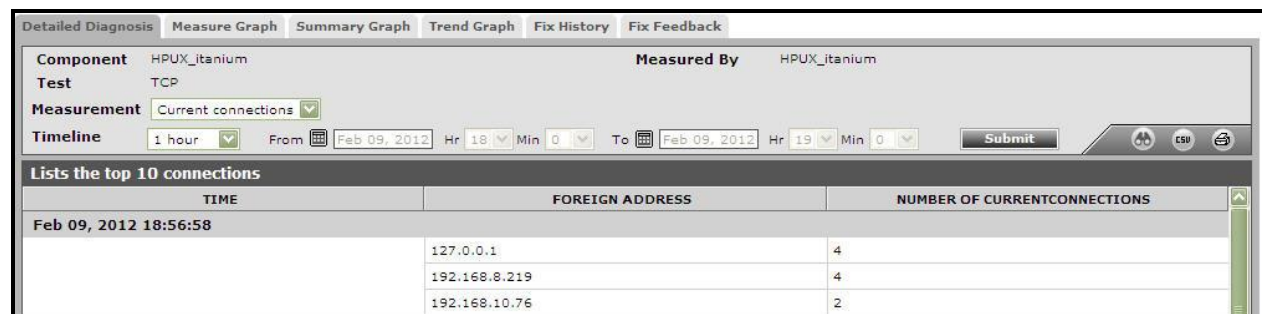 Detailed Diagnosis Measure Graph Summary Graph Trend Graph Fix History Fix Feedback
Component HPUX_itanium Measured By HPUX_itanium
Test TCP
Measurement Current connections
Timeline 1 hour From Feb 09, 2012 Hr 18 Min 0 To Feb 09, 2012 Hr 19 Min 0 Submit CSV
Lists the top 10 connections
TIME FOREIGN ADDRESS NUMBER OF CURRENTCONNECTIONS
Feb 09, 2012 18:56:58
127.0.0.1 4
192.168.8.219 4
192.168.10.76 2